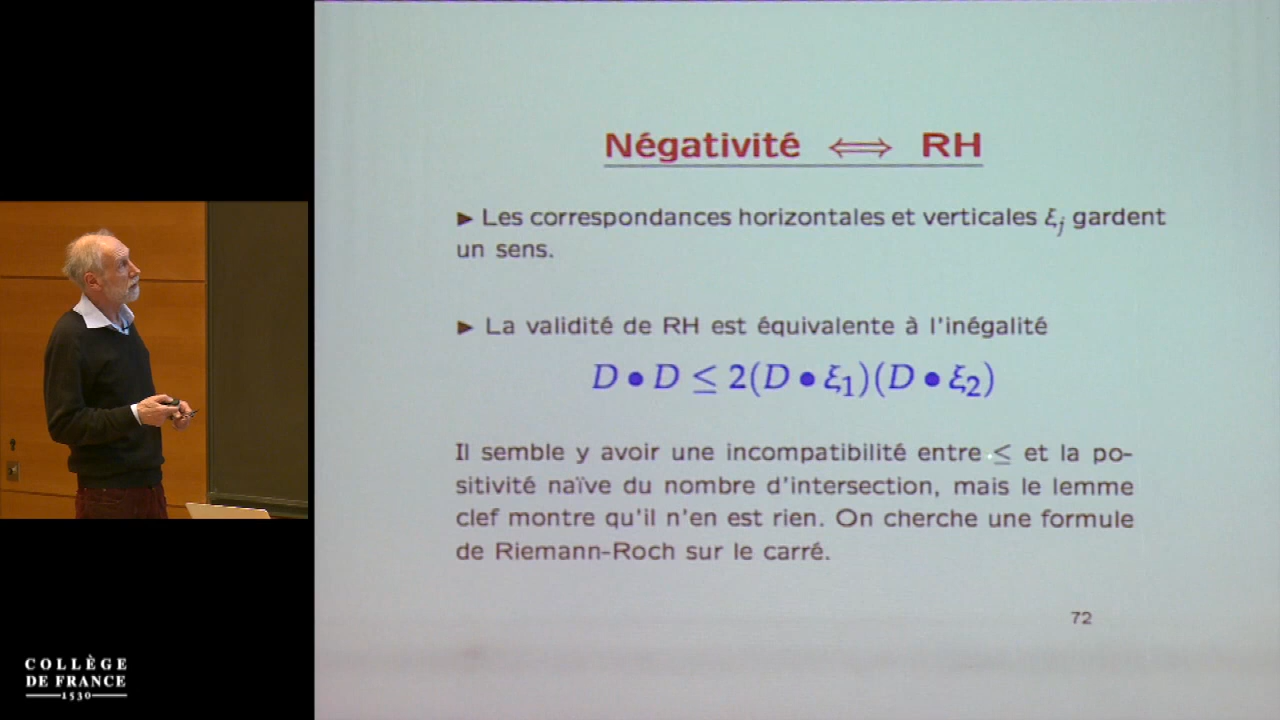 Négativité ⟺ RH
► Les correspondances horizontales et verticales ξj gardent
un sens.
► La validité de RH est équivalente à l'inégalité
D • D ≤ 2(D • ξ1)(D • ξ2)
Il semble y avoir une incompatibilité entre ≤ et la po-
sitivité naïve du nombre d'intersection, mais le lemme
clef montre qu'il n'en est rien. On cherche une formule
de Riemann-Roch sur le carré.
72
COLLÈGE
DE FRANCE
1530